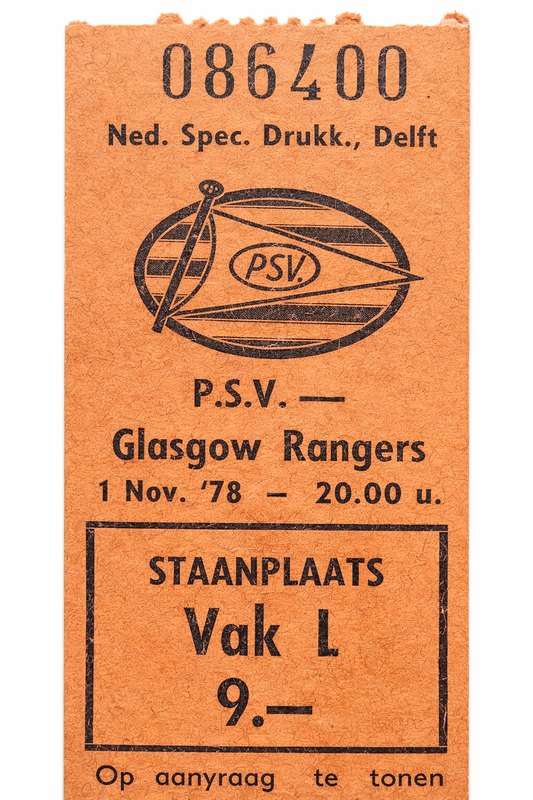 086400
Ned. Spec. Drukk., Delft
PSV.
P.S.V. —
Glasgow Rangers
1 Nov. '78 — 20.00 u.
STAANPLAATS
Vak L
9.—
Op aanyraag te tonen